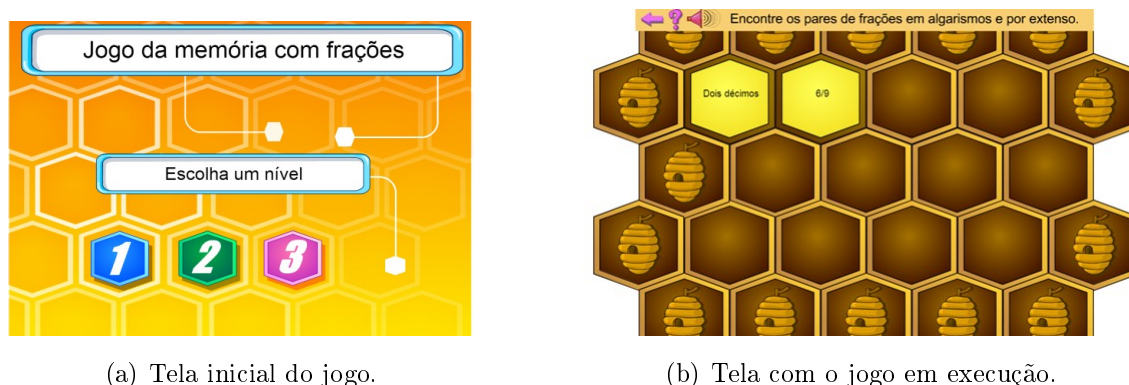 Jogo da memória com frações
Escolha um nível
1 2 3
(a) Tela inicial do jogo.
? Encontre os pares de frações em algarismos e por extenso.
Dois décimos 6/9
(b) Tela com o jogo em execução.